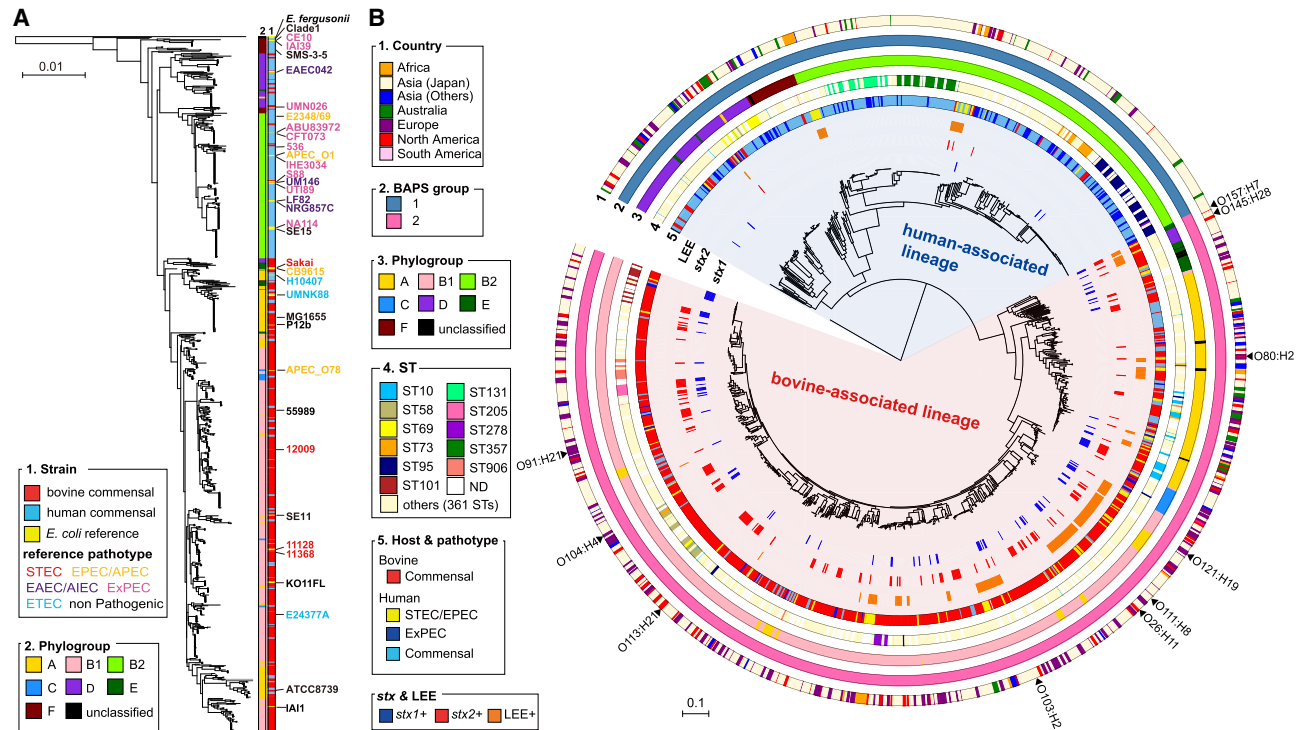 A
0.01
2 1
E. fergusonii
Clade1
CE10
IAI39
SMS-3-5
EAEC042
UMN026
E2348/69
ABU83972
CFT073
536
APEC_O1
IHE3034
S88
UM146
UTI89
LF82
NRG857C
NA114
SE15
Sakai
CB9615
H10407
UMNK88
MG1655
P12b
APEC_O78
55989
12009
SE11
11128
11368
KO11FL
E24377A
ATCC8739
IAI1
1. Strain
bovine commensal
human commensal
E. coli reference
reference pathotype
STEC EPEC/APEC
EAEC/AIEC ExPEC
ETEC non Pathogenic
2. Phylogroup
A B1 B2
C D E
F unclassified
B
1. Country
Africa
Asia (Japan)
Asia (Others)
Australia
Europe
North America
South America
2. BAPS group
1
2
3. Phylogroup
A B1 B2
C D E
F unclassified
4. ST
ST10 ST131
ST58 ST205
ST69 ST278
ST73 ST357
ST95 ST906
ST101 ND
others (361 STs)
5. Host & pathotype
Bovine
Commensal
Human
STEC/EPEC
ExPEC
Commensal
stx & LEE
stx1+ stx2+ LEE+
1
2
3
4
5
LEE
stx2
stx1
human-associated
lineage
bovine-associated lineage
O157:H7
O145:H28
O80:H2
O121:H19
O111:H8
O26:H11
O103:H2
O113:H21
O104:H4
O91:H21
0.1